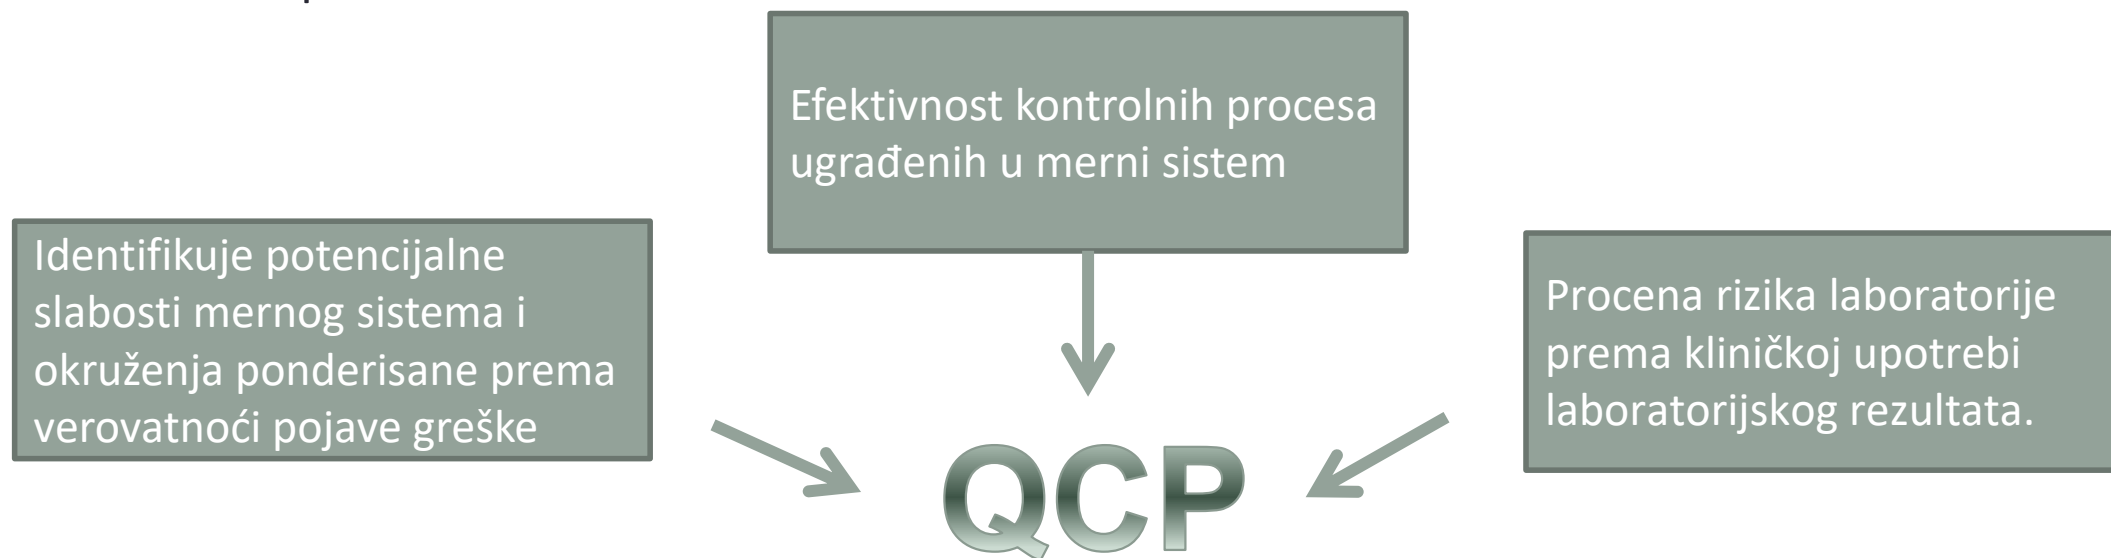 Efektivnost kontrolnih procesa
ugrađenih u merni sistem
Identifikuje potencijalne
slabosti mernog sistema i
okruženja ponderisane prema
verovatnoći pojave greške
Procena rizika laboratorije
prema kliničkoj upotrebi
laboratorijskog rezultata.
QCP